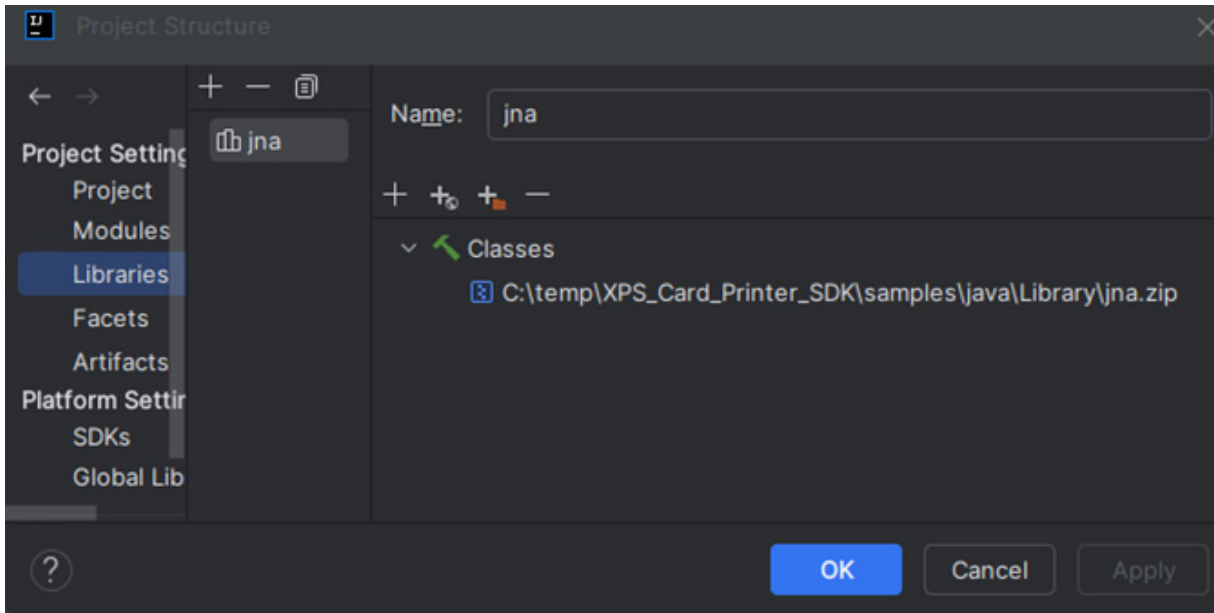 Project Structure
Project Setting
Project
Modules
Libraries
Facets
Artifacts
Platform Settin
SDKs
Global Lib
jna
Name: jna
Classes
C:\temp\XPS_Card_Printer_SDK\samples\java\Library\jna.zip
?
OK Cancel Apply